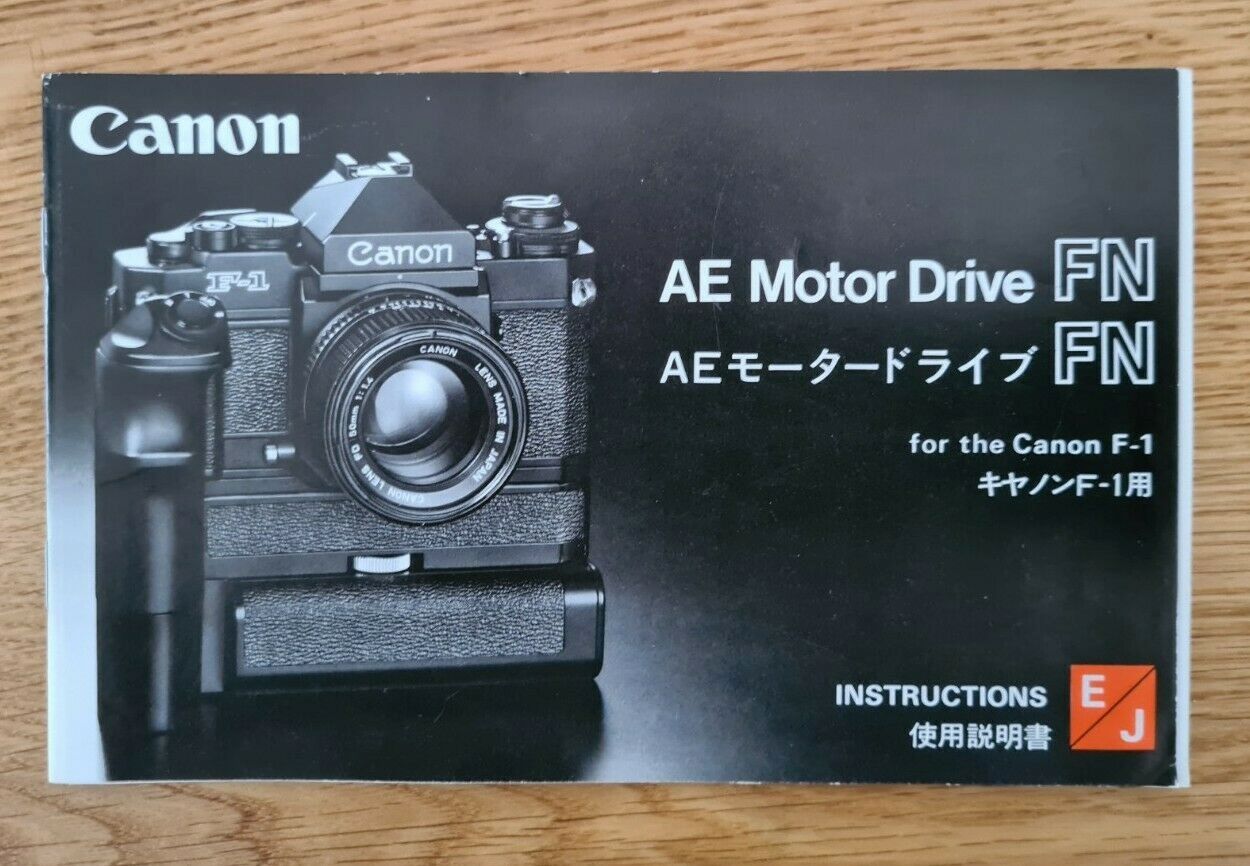 Canon
Canon
F-1
CANON LENS FD 50mm 1:1.4
CANON
LENS MADE IN JAPAN
AE Motor Drive FN
AEモータードライブ FN
for the Canon F-1
キヤノンF-1用
INSTRUCTIONS
使用説明書
E/J